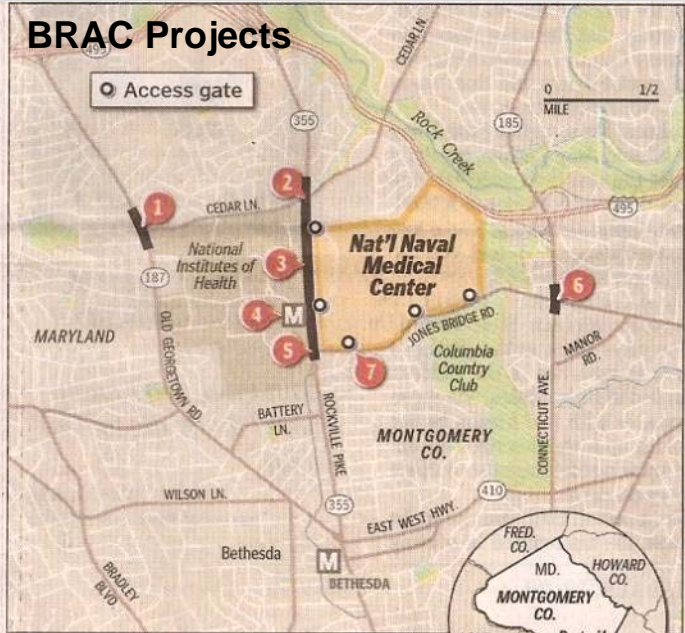 BRAC Projects
495
Access gate
CEDAR LN.
0 1/2
MILE
355
185
Rock Creek
2
1
CEDAR LN.
495
National
Institutes of
Health
Nat'l Naval
Medical
Center
3
187
6
4
M
MARYLAND
OLD GEORGETOWN RD.
JONES BRIDGE RD.
5
7
MANOR
RD.
Columbia
Country
Club
BATTERY
LN.
ROCKVILLE PIKE
MONTGOMERY
CO.
CONNECTICUT AVE.
WILSON LN.
355
410
EAST WEST HWY.
Bethesda
M
BETHESDA
BRADLEY
BLVD
FRED.
CO.
MD.
HOWARD
CO.
MONTGOMERY
CO.